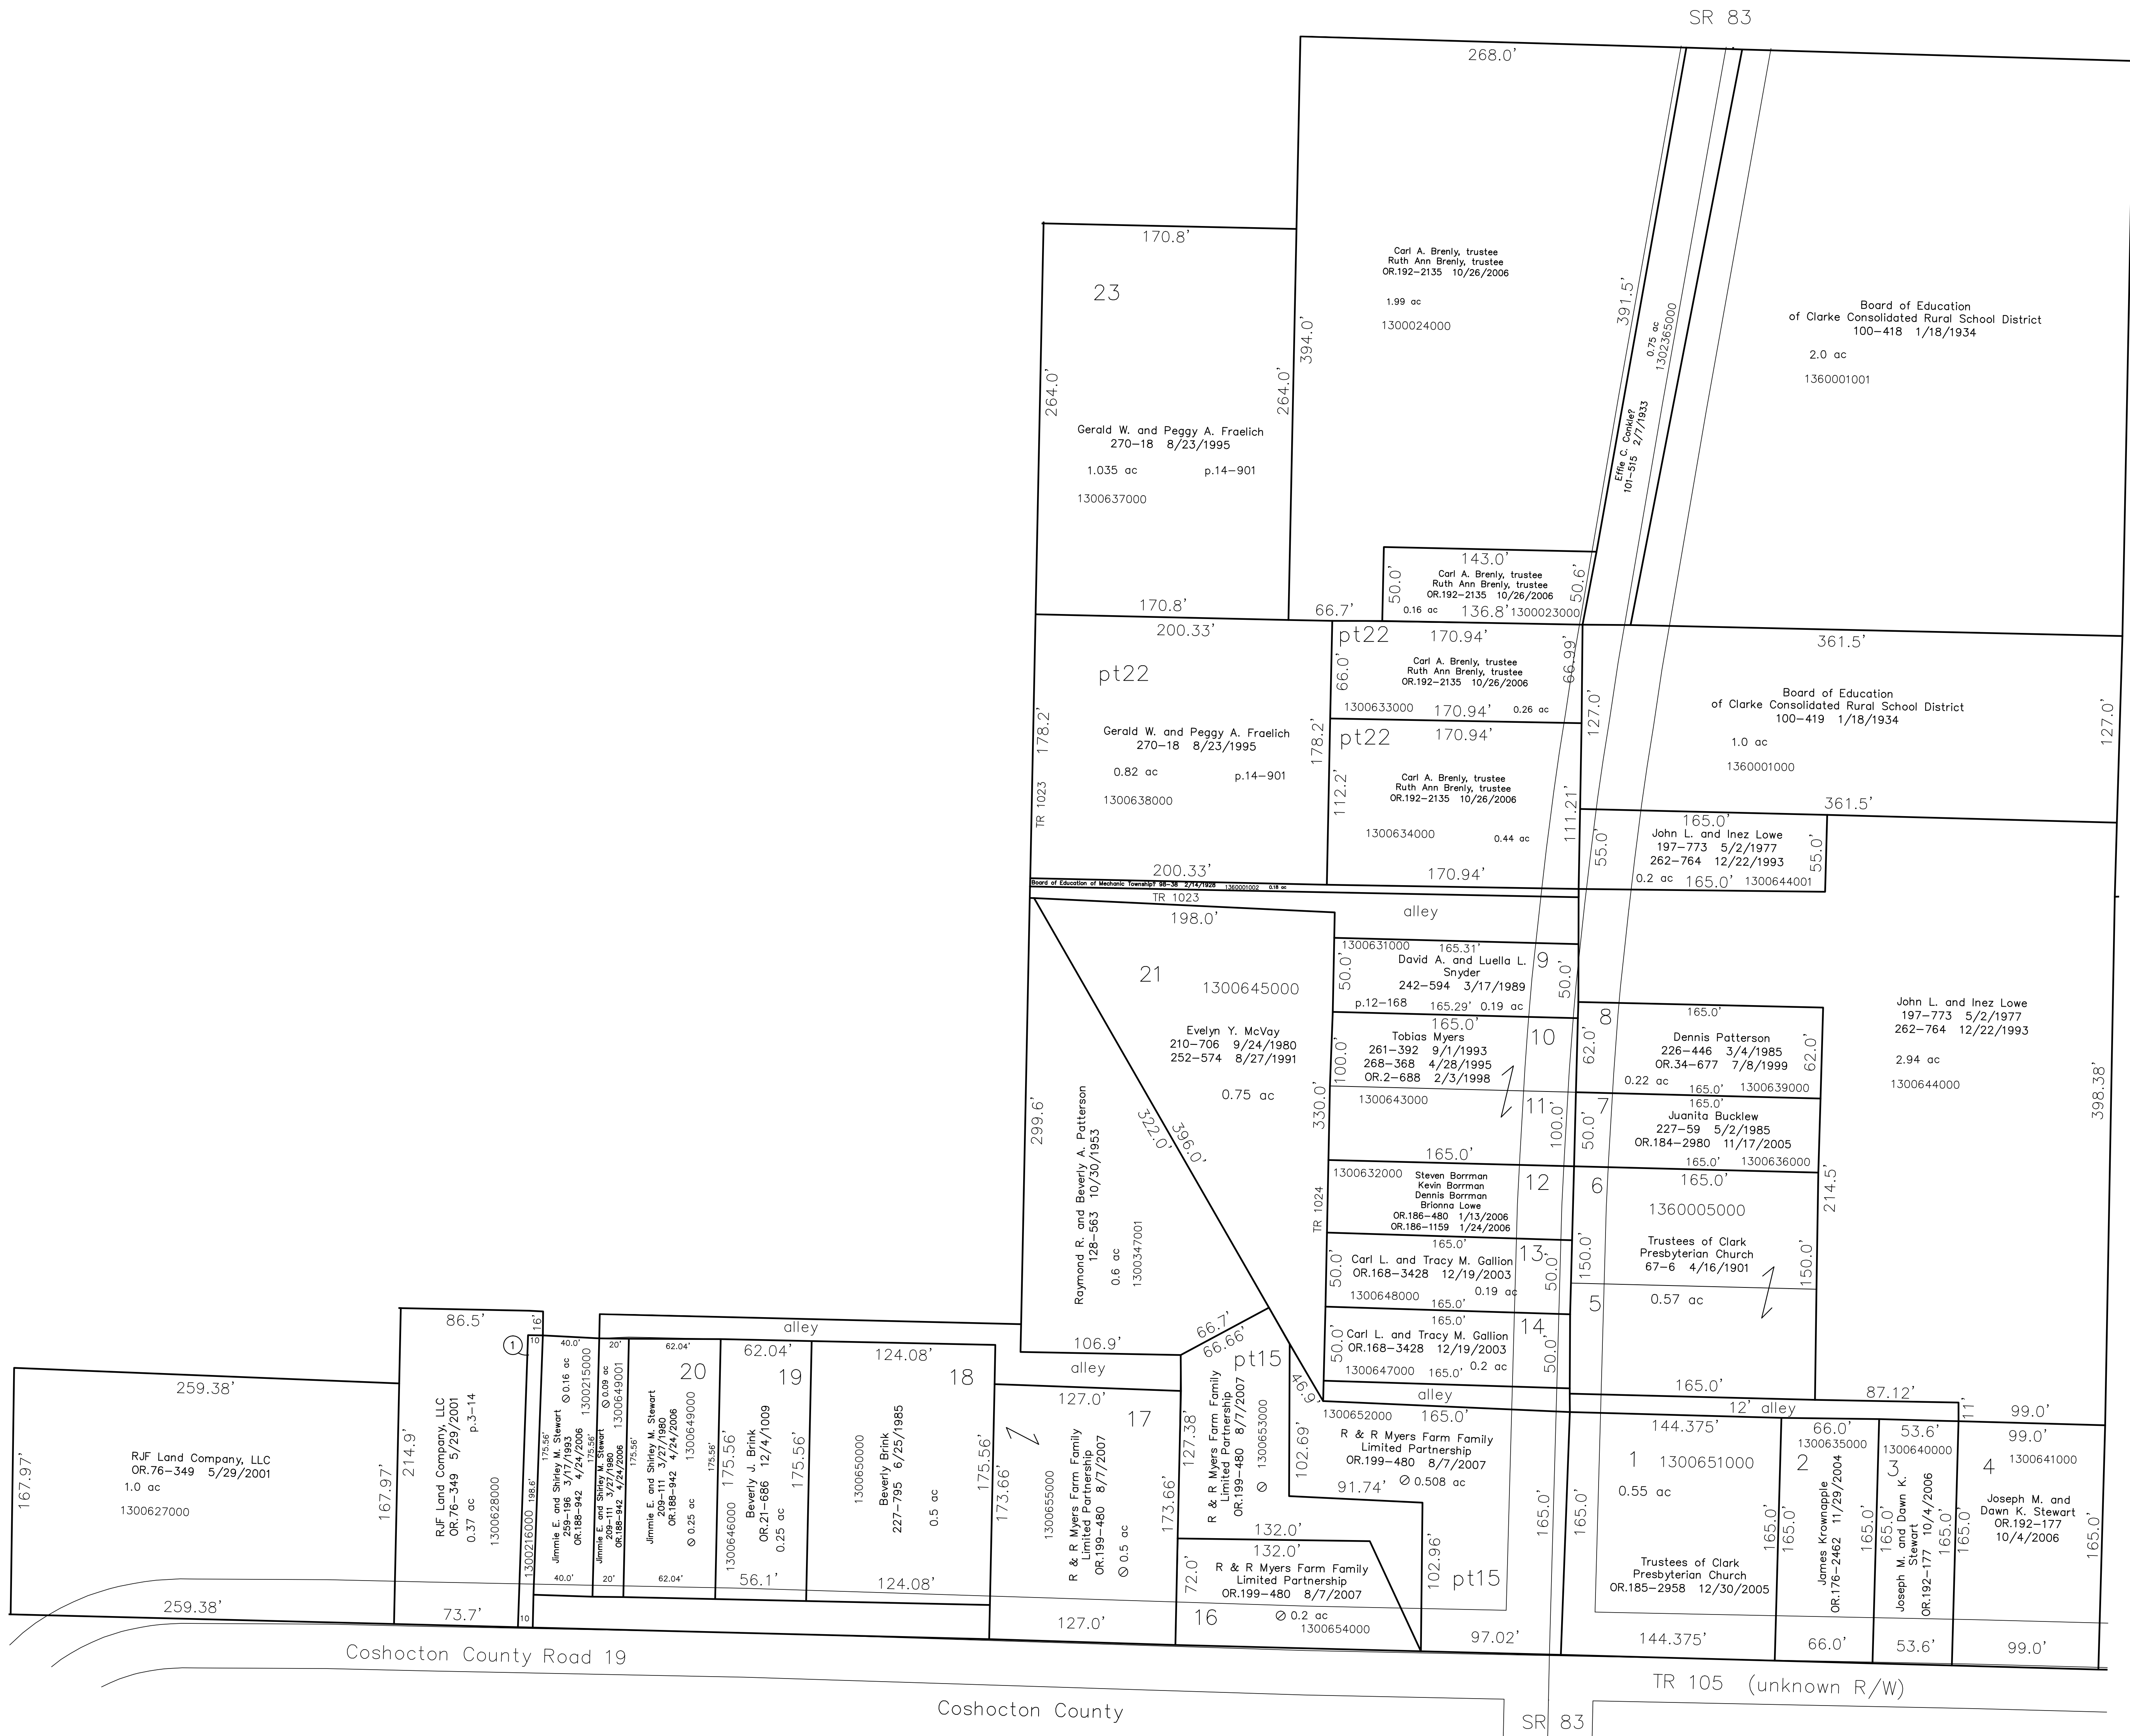 SR 83
268.0'
170.8'
23
264.0'
264.0'
394.0'
Gerald W. and Peggy A. Fraelich
270-18 8/23/1995
1.035 ac p.14-901
1300637000
170.8'
Carl A. Brenly, trustee
Ruth Ann Brenly, trustee
OR.192-2135 10/26/2006
1.99 ac
1300024000
391.5'
0.75 ac
1302365000
Effie C. Conkle?
101-515 2/7/1933
Board of Education
of Clarke Consolidated Rural School District
100-418 1/18/1934
2.0 ac
1360001001
143.0'
50.0'
Carl A. Brenly, trustee
Ruth Ann Brenly, trustee
OR.192-2135 10/26/2006
50.6'
66.7'
0.16 ac 136.8' 1300023000
200.33'
pt22
178.2'
178.2'
TR 1023
Gerald W. and Peggy A. Fraelich
270-18 8/23/1995
0.82 ac p.14-901
1300638000
200.33'
pt22 170.94'
66.0'
66.99'
Carl A. Brenly, trustee
Ruth Ann Brenly, trustee
OR.192-2135 10/26/2006
1300633000 170.94' 0.26 ac
pt22 170.94'
112.2'
111.21'
Carl A. Brenly, trustee
Ruth Ann Brenly, trustee
OR.192-2135 10/26/2006
1300634000 0.44 ac
170.94'
361.5'
127.0'
127.0'
Board of Education
of Clarke Consolidated Rural School District
100-419 1/18/1934
1.0 ac
1360001000
361.5'
165.0'
55.0'
55.0'
John L. and Inez Lowe
197-773 5/2/1977
262-764 12/22/1993
0.2 ac 165.0' 1300644001
Board of Education of Mechanic Township? 98-38 2/14/1928 1360001002 0.18 ac
TR 1023
alley
198.0'
21
1300645000
Evelyn Y. McVay
210-706 9/24/1980
252-574 8/27/1991
0.75 ac
330.0'
TR 1024
396.0'
322.0'
299.6'
Raymond R. and Beverly A. Patterson
128-563 10/30/1953
0.6 ac
1300347001
106.9'
66.7'
66.66'
46.9'
1300631000 165.31'
50.0'
David A. and Luella L.
Snyder
242-594 3/17/1989
9
50.0'
p.12-168 165.29' 0.19 ac
165.0'
100.0'
Tobias Myers
261-392 9/1/1993
268-368 4/28/1995
OR.2-688 2/3/1998
10
1300643000
11
100.0'
165.0'
1300632000
Steven Borrman
Kevin Borrman
Dennis Borrman
Brionna Lowe
OR.186-480 1/13/2006
OR.186-1159 1/24/2006
12
165.0'
50.0'
Carl L. and Tracy M. Gallion
OR.168-3428 12/19/2003
13
50.0'
0.19 ac
1300648000 165.0'
165.0'
14
50.0'
Carl L. and Tracy M. Gallion
OR.168-3428 12/19/2003
50.0'
1300647000 165.0' 0.2 ac
alley
8
165.0'
62.0'
62.0'
Dennis Patterson
226-446 3/4/1985
OR.34-677 7/8/1999
0.22 ac 165.0' 1300639000
7
165.0'
50.0'
Juanita Bucklew
227-59 5/2/1985
OR.184-2980 11/17/2005
165.0' 1300636000
6
165.0'
1360005000
Trustees of Clark
Presbyterian Church
67-6 4/16/1901
150.0'
150.0'
5
0.57 ac
165.0'
214.5'
John L. and Inez Lowe
197-773 5/2/1977
262-764 12/22/1993
2.94 ac
1300644000
398.38'
87.12'
12' alley
11'
99.0'
259.38'
167.97'
167.97'
RJF Land Company, LLC
OR.76-349 5/29/2001
1.0 ac
1300627000
259.38'
86.5'
16'
1
10
214.9'
RJF Land Company, LLC
OR.76-349 5/29/2001
0.37 ac p.3-14
1300628000
73.7'
1300216000 198.6'
10
40.0'
175.56'
Jimmie E. and Shirley M. Stewart
259-196 3/17/1993
OR.188-942 4/24/2006
∅ 0.16 ac
1300215000
175.56'
40.0'
20'
Jimmie E. and Shirley M. Stewart
209-111 3/27/1980
OR.188-942 4/24/2006
∅ 0.09 ac
1300649001
175.56'
20'
62.04'
20
Jimmie E. and Shirley M. Stewart
209-111 3/27/1980
OR.188-942 4/24/2006
∅ 0.25 ac 1300649000
175.56'
62.04'
alley
62.04'
19
1300646000 175.56'
Beverly J. Brink
OR.21-686 12/4/1009
0.25 ac
175.56'
56.1'
124.08'
18
1300650000
Beverly Brink
227-795 6/25/1985
0.5 ac
175.56'
124.08'
alley
127.0'
17
173.66'
1300655000
R & R Myers Farm Family
Limited Partnership
OR.199-480 8/7/2007
∅ 0.5 ac
173.66'
127.0'
pt15
127.38'
R & R Myers Farm Family
Limited Partnership
OR.199-480 8/7/2007
∅ 1300653000
102.69'
132.0'
132.0'
72.0'
R & R Myers Farm Family
Limited Partnership
OR.199-480 8/7/2007
16
∅ 0.2 ac
1300654000
1300652000 165.0'
R & R Myers Farm Family
Limited Partnership
OR.199-480 8/7/2007
91.74' ∅ 0.508 ac
102.96'
pt15
165.0'
97.02'
144.375'
1 1300651000
0.55 ac
165.0'
165.0'
Trustees of Clark
Presbyterian Church
OR.185-2958 12/30/2005
144.375'
66.0'
1300635000
2
165.0'
James Krownapple
OR.176-2462 11/29/2004
165.0'
66.0'
53.6'
1300640000
3
165.0'
Joseph M. and Dawn K.
Stewart
OR.192-177 10/4/2006
165.0'
53.6'
99.0'
4 1300641000
165.0'
Joseph M. and
Dawn K. Stewart
OR.192-177
10/4/2006
165.0'
99.0'
Coshocton County Road 19
TR 105 (unknown R/W)
Coshocton County
SR 83